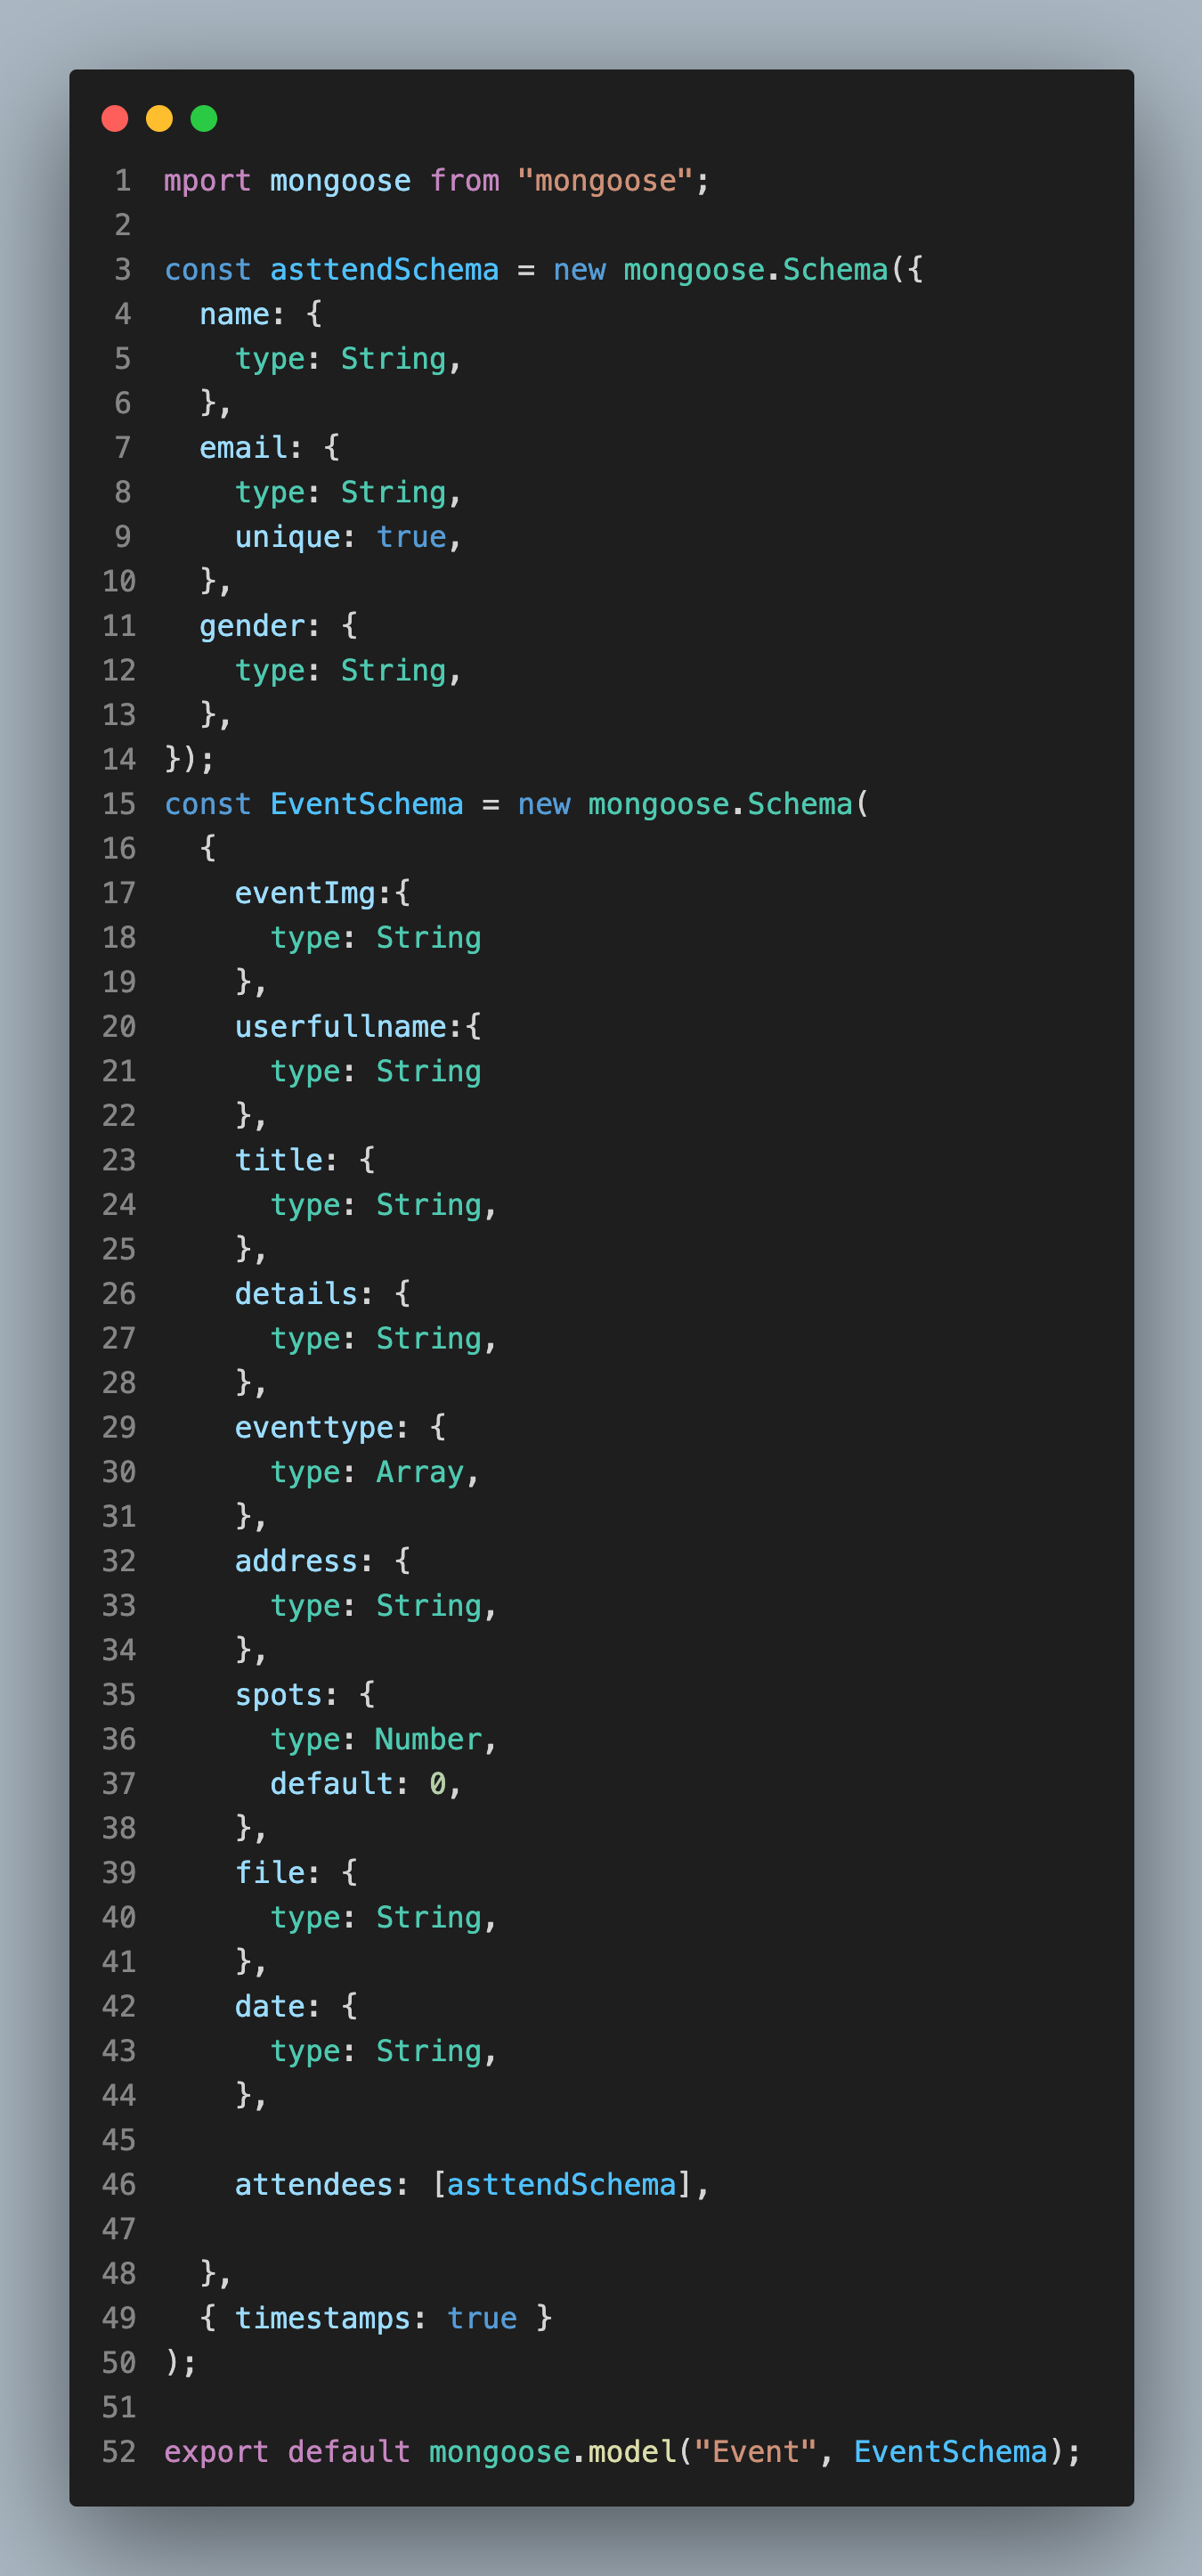 1 mport mongoose from "mongoose";
2
3 const asttendSchema = new mongoose.Schema({
4   name: {
5     type: String,
6   },
7   email: {
8     type: String,
9     unique: true,
10   },
11   gender: {
12     type: String,
13   },
14 });
15 const EventSchema = new mongoose.Schema(
16   {
17     eventImg:{
18       type: String
19     },
20     userfullname:{
21       type: String
22     },
23     title: {
24       type: String,
25     },
26     details: {
27       type: String,
28     },
29     eventtype: {
30       type: Array,
31     },
32     address: {
33       type: String,
34     },
35     spots: {
36       type: Number,
37       default: 0,
38     },
39     file: {
40       type: String,
41     },
42     date: {
43       type: String,
44     },
45
46     attendees: [asttendSchema],
47
48   },
49   { timestamps: true }
50 );
51
52 export default mongoose.model("Event", EventSchema);